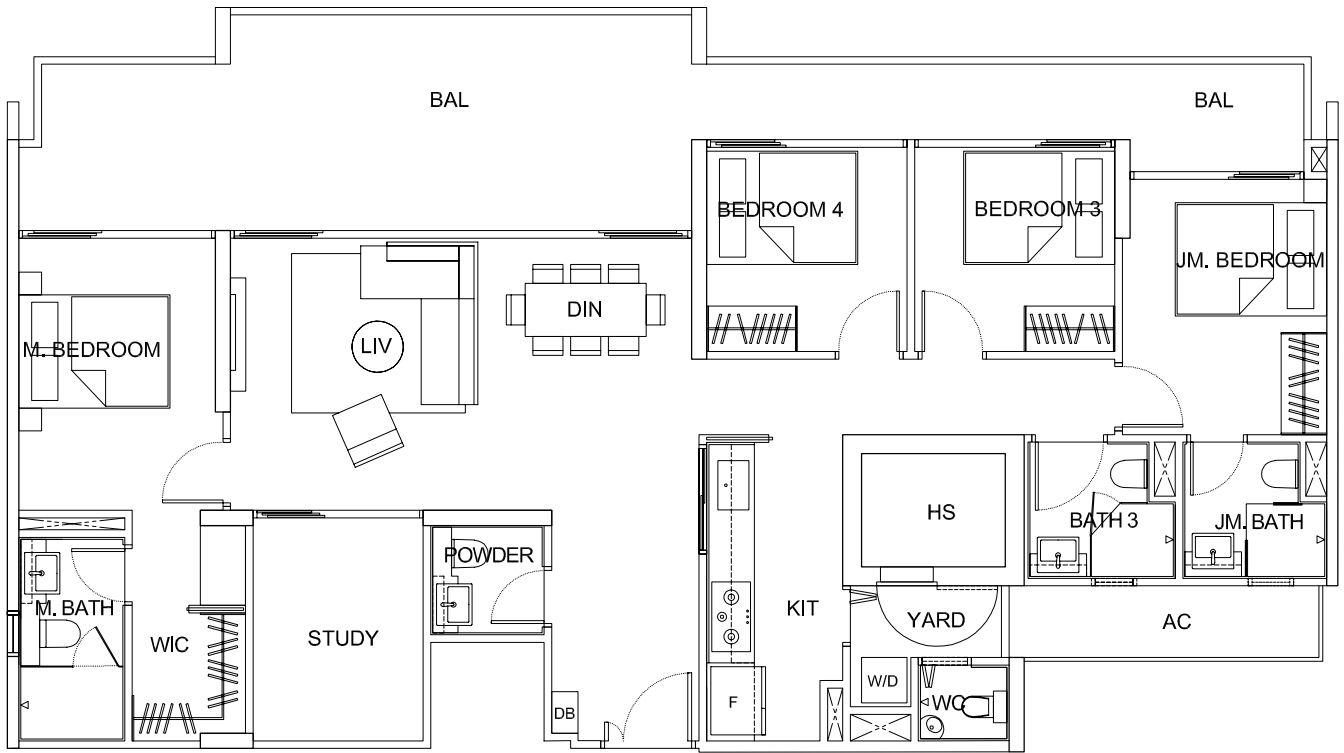 BAL
BAL
BEDROOM 4
BEDROOM 3
JM. BEDROOM
DIN
LIV
M. BEDROOM
HS
BATH 3
JM. BATH
POWDER
M. BATH
KIT
YARD
AC
STUDY
WIC
W/D
WC
F
DB